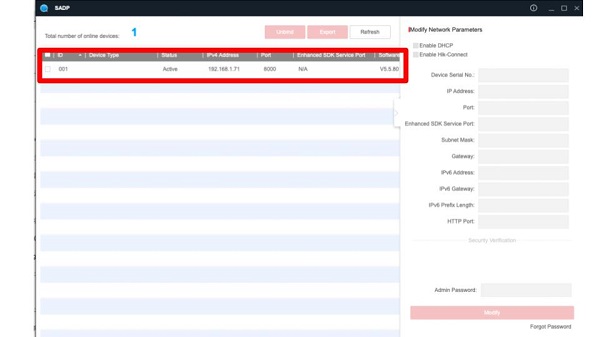 SADP
Total number of online devices: 1
Unbind
Export
Refresh
ID Device Type Status IPv4 Address Port Enhanced SDK Service Port Software
001 Active 192.168.1.71 8000 N/A V5.5.80
Modify Network Parameters
Enable DHCP
Enable Hik-Connect
Device Serial No.:
IP Address:
Port:
Enhanced SDK Service Port:
Subnet Mask:
Gateway:
IPv6 Address:
IPv6 Gateway:
IPv6 Prefix Length:
HTTP Port:
Security Verification
Admin Password:
Modify
Forgot Password